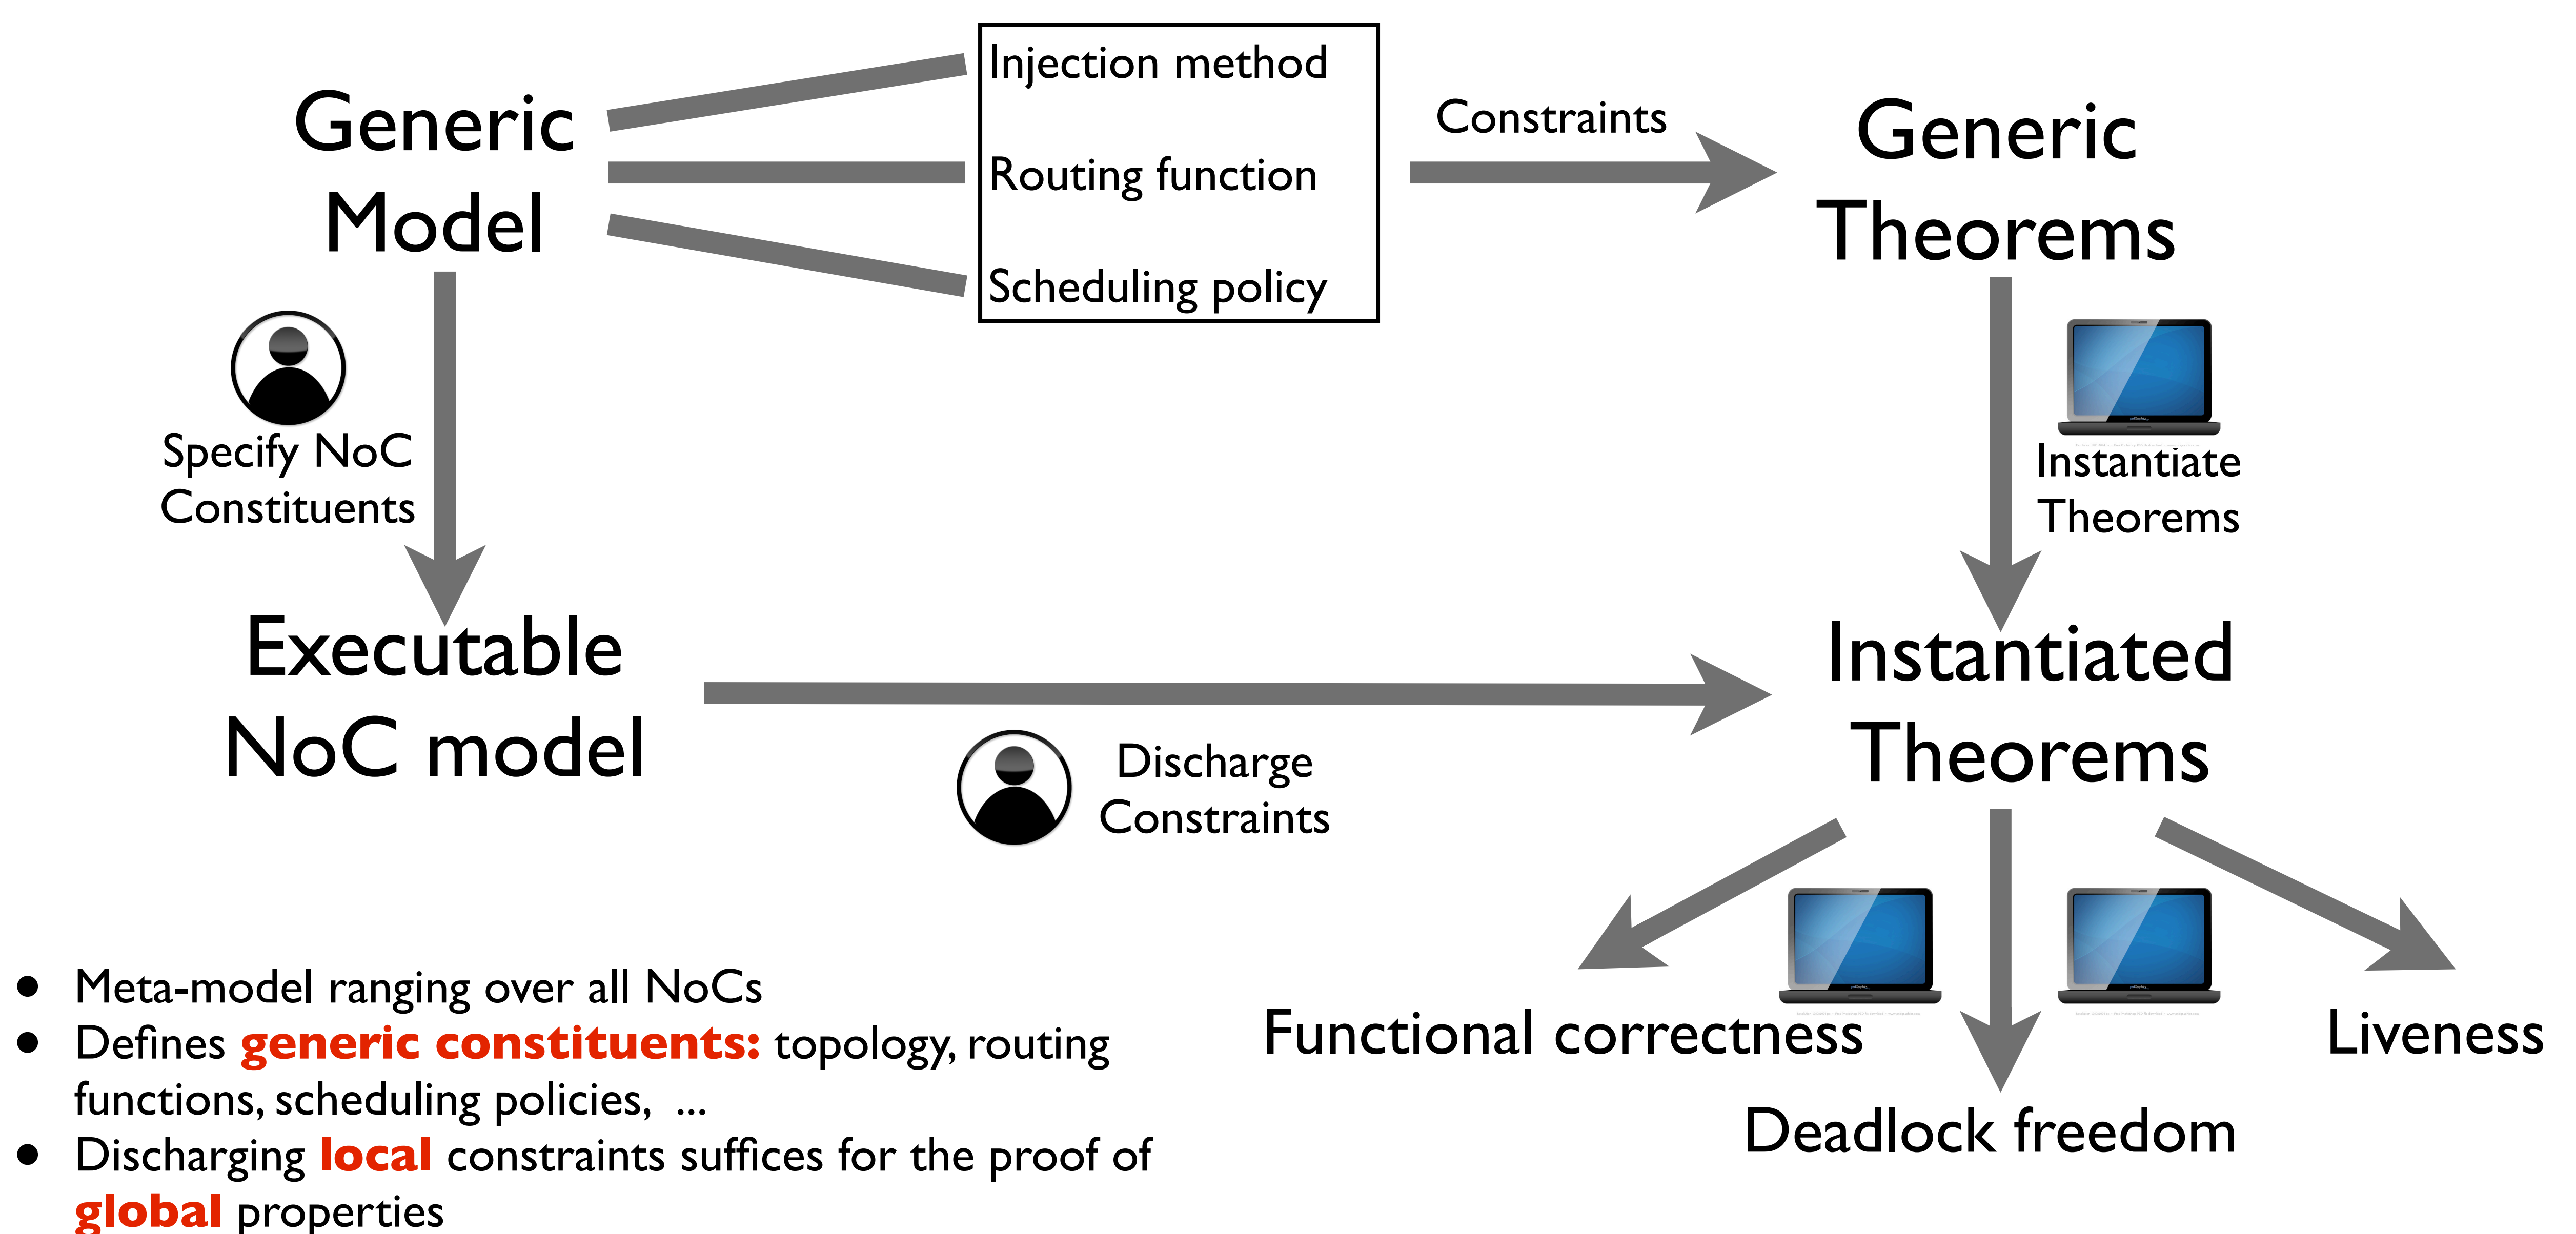 Generic
Model
Injection method
Routing function
Scheduling policy
Constraints
Generic
Theorems
Specify NoC
Constituents
Instantiate
Theorems
Executable
NoC model
Discharge
Constraints
Instantiated
Theorems
Functional correctness
Deadlock freedom
Liveness
● Meta-model ranging over all NoCs
● Defines generic constituents: topology, routing
functions, scheduling policies, ...
● Discharging local constraints suffices for the proof of
global properties